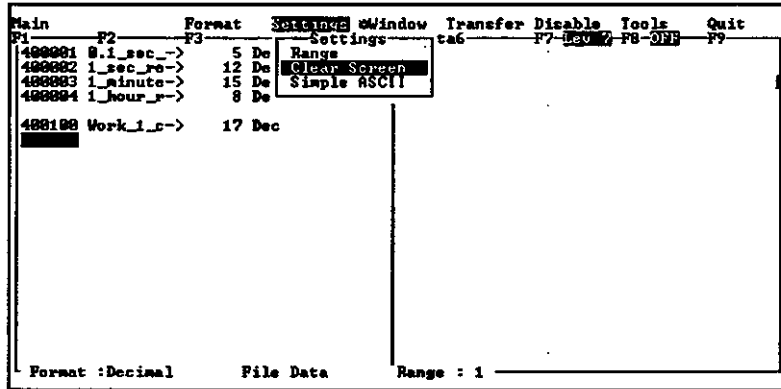 Main Format Settings ¤Window Transfer Disable Tools Quit
F1 F2 F3 Settings ta6 F7-Lev ?-F8-OFF-F9
400001 0.1_sec_-> 5 De Range
400002 1_sec_re-> 12 De Clear Screen
400003 1_minute-> 15 De Simple ASCII
400004 1_hour_r-> 8 De
400100 Work_1_c-> 17 Dec
Format :Decimal File Data Range : 1